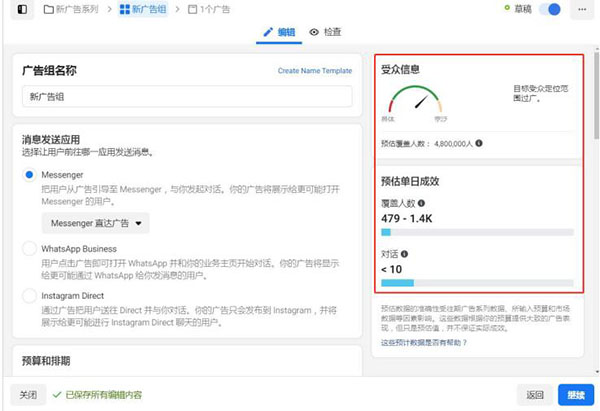 新广告系列 > 新广告组 > 1个广告
草稿
编辑
检查
广告组名称
Create Name Template
新广告组
消息发送应用
选择让用户前往哪一应用发送消息。
Messenger
把用户从广告引导至 Messenger，与你发起对话。你的广告将展示给更可能打开
Messenger 的用户。
Messenger 直达广告
WhatsApp Business
用户点击广告即可打开 WhatsApp 并和你的业务主页开始对话。你的广告将展示
给更可能通过 WhatsApp 给你发消息的用户。
Instagram Direct
通过广告把用户送往 Direct 并与你对话。你的广告只会发布到 Instagram，并将
展示给更可能进行 Instagram Direct 聊天的用户。
预算和排期
受众信息
目标受众定位范
围过广。
预估覆盖人数： 4,800,000人
预估单日成效
覆盖人数
479 - 1.4K
对话
< 10
预估数据的准确性受往期广告系列数据、所输入预算和市场
数据等因素影响。这些数据根据你的预算提供大致的广告表
现，但只是预估值，并不保证实际成效。
这些预计数据是否有帮助？
关闭
已保存所有编辑内容
返回
继续